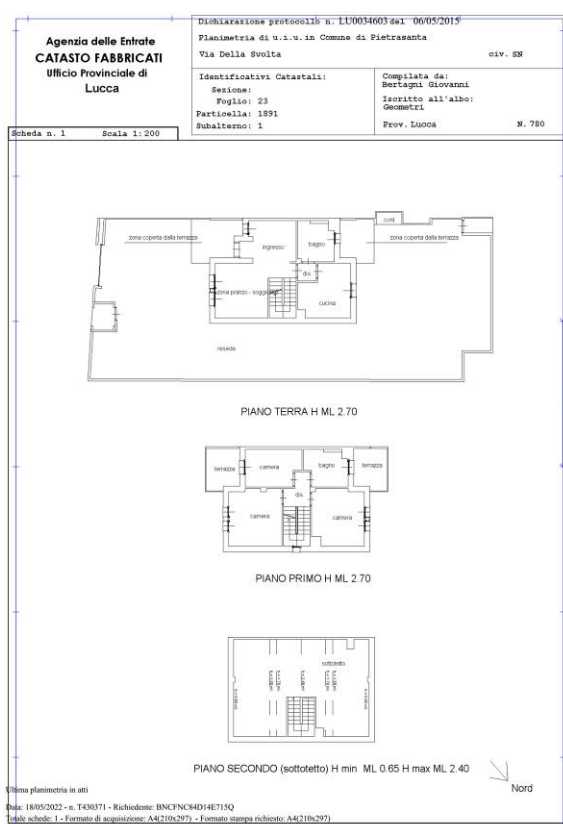 Agenzia delle Entrate
CATASTO FABBRICATI
Ufficio Provinciale di
Lucca
Dichiarazione protocollo n. LU0034603 del 06/05/2015
Planimetria di u.i.u. in Comune di Pietrasanta
Via Della Svolta civ. SN
Identificativi Catastali:
Sezione:
Foglio: 23
Particella: 1891
Subalterno: 1
Compilata da:
Bertagni Giovanni
Iscritto all'albo:
Geometri
Prov. Lucca N. 780
Scheda n. 1 Scala 1:200
cont
zona coperta dalla terrazza
ingresso
bagno
zona coperta dalla terrazza
dis.
zona pranzo - soggiorno
cucina
resede
PIANO TERRA H ML 2.70
terrazza
camera
bagno
terrazza
dis.
camera
camera
PIANO PRIMO H ML 2.70
sottotetto
PIANO SECONDO (sottotetto) H min ML 0.65 H max ML 2.40
Nord
Ultima planimetria in atti
Data: 18/05/2022 - n. T430371 - Richiedente: BNCFNC84D14E715Q
Totale schede: 1 - Formato di acquisizione: A4(210x297) - Formato stampa richiesto: A4(210x297)